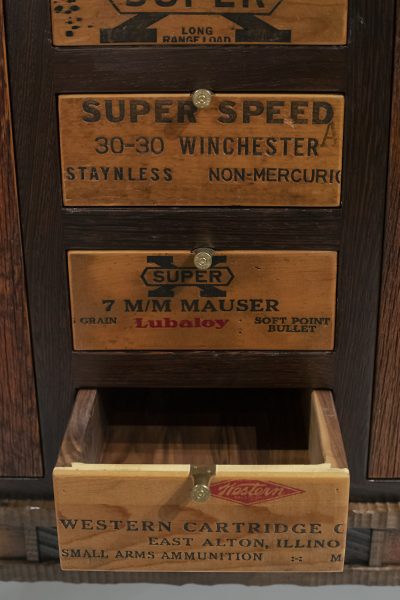 SUPER
LONG
RANGE LOAD
SUPER SPEED
A
30-30 WINCHESTER
STAYNLESS NON-MERCURIC
SUPER
X
7 M/M MAUSER
GRAIN Lubaloy SOFT POINT
BULLET
Western
WESTERN CARTRIDGE C
EAST ALTON, ILLINO
SMALL ARMS AMMUNITION -:- M